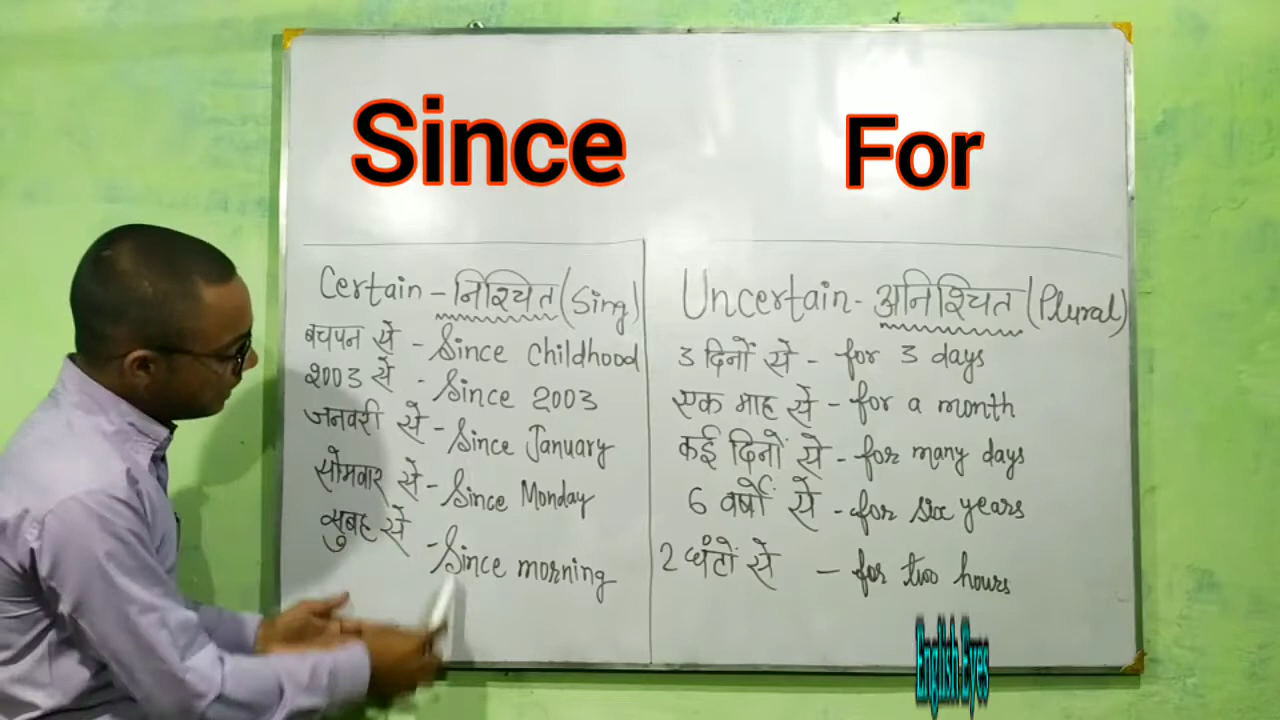 Since
For
Certain - निश्चित (Sing)
बचपन से - Since Childhood
2003 से - Since 2003
जनवरी से - Since January
सोमवार से - Since Monday
सुबह से - Since morning
Uncertain - अनिश्चित (Plural)
3 दिनों से - for 3 days
एक माह से - for a month
कई दिनों से - for many days
6 वर्षों से - for six years
2 घंटों से - for two hours
English Eyes